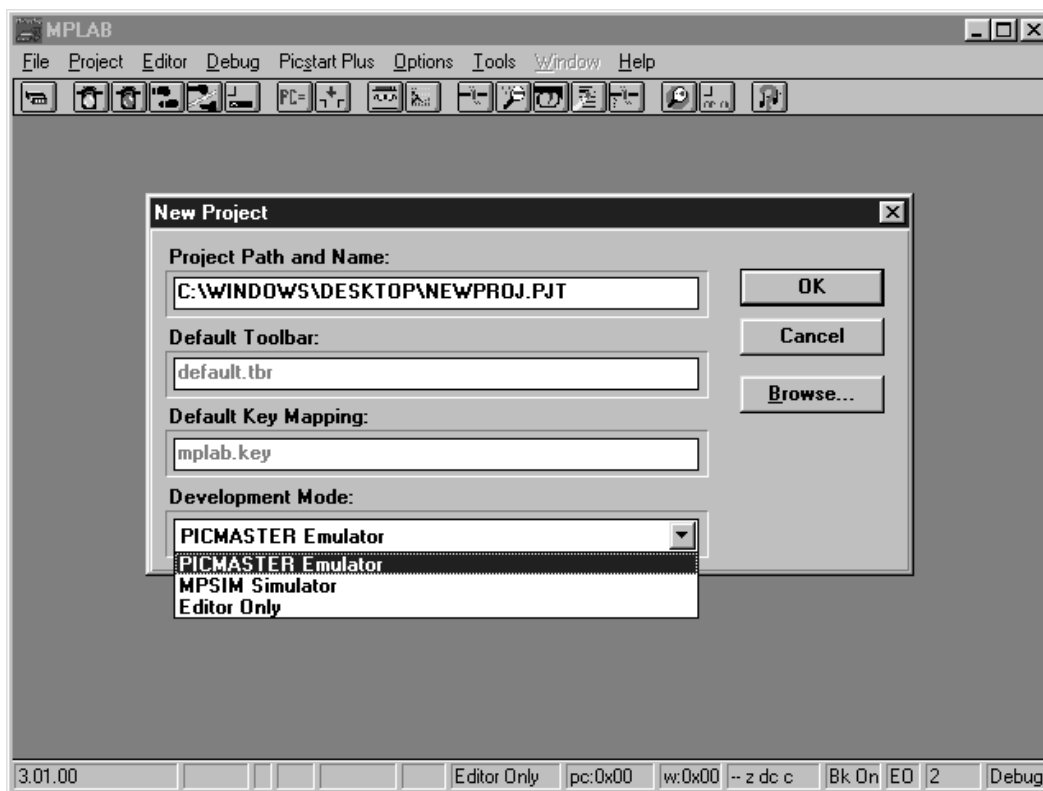 MPLAB
File Project Editor Debug Picstart Plus Options Tools Window Help
PC=
New Project
Project Path and Name:
C:\WINDOWS\DESKTOP\NEWPROJ.PJT
OK
Default Toolbar:
Cancel
default.tbr
Browse...
Default Key Mapping:
mplab.key
Development Mode:
PICMASTER Emulator
PICMASTER Emulator
MPSIM Simulator
Editor Only
3.01.00 Editor Only pc:0x00 w:0x00 -- z dc c Bk On EO 2 Debug